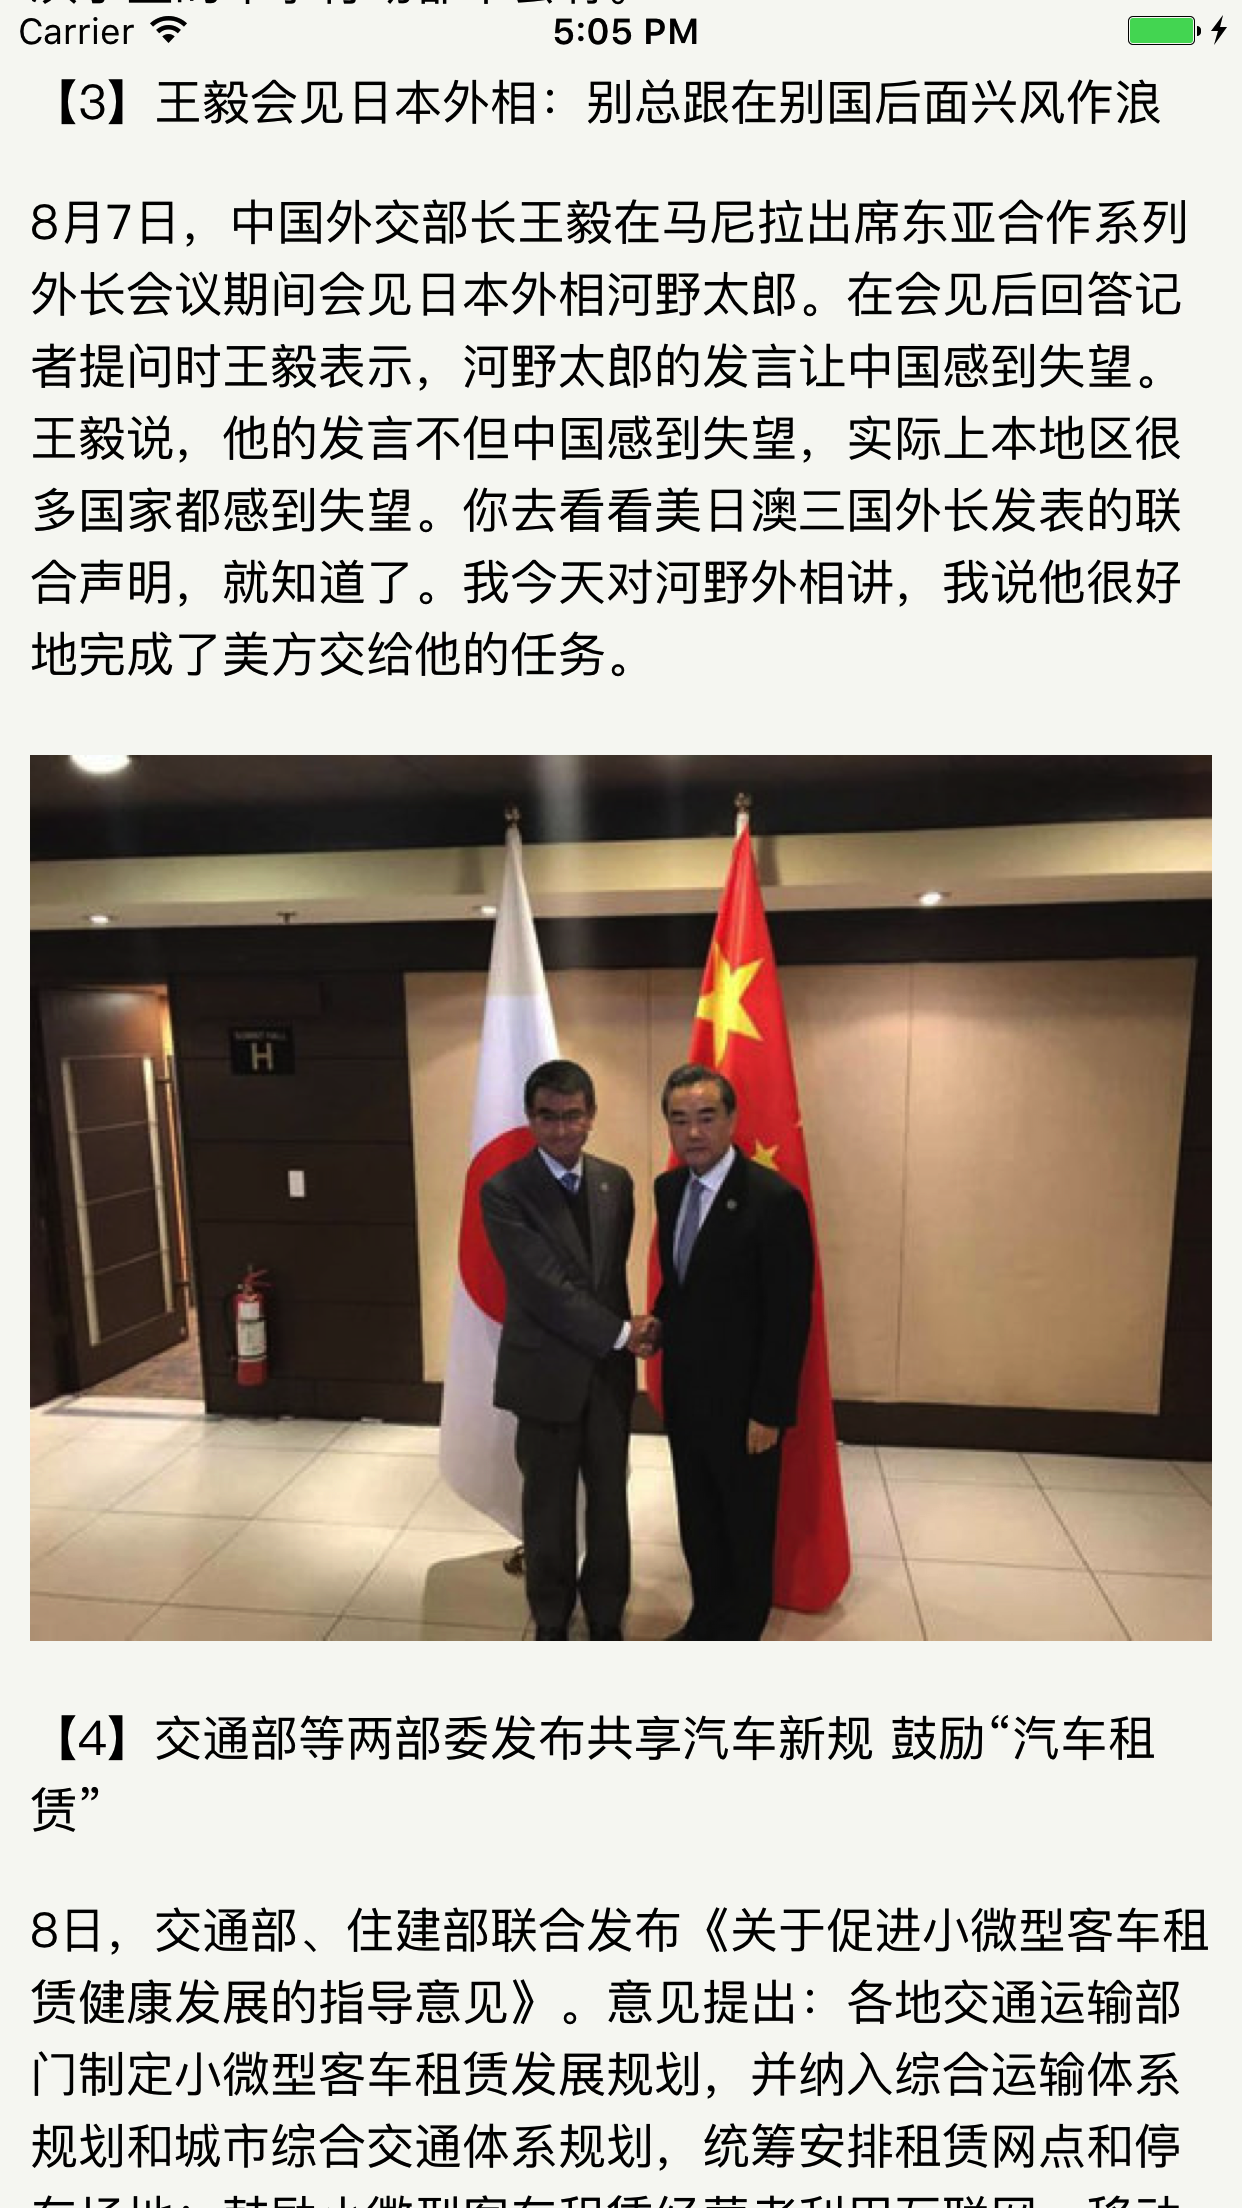 Carrier 5:05 PM
【3】王毅会见日本外相：别总跟在别国后面兴风作浪
8月7日，中国外交部长王毅在马尼拉出席东亚合作系列
外长会议期间会见日本外相河野太郎。在会见后回答记
者提问时王毅表示，河野太郎的发言让中国感到失望。
王毅说，他的发言不但中国感到失望，实际上本地区很
多国家都感到失望。你去看看美日澳三国外长发表的联
合声明，就知道了。我今天对河野外相讲，我说他很好
地完成了美方交给他的任务。
H
【4】交通部等两部委发布共享汽车新规 鼓励“汽车租
赁”
8日，交通部、住建部联合发布《关于促进小微型客车租
赁健康发展的指导意见》。意见提出：各地交通运输部
门制定小微型客车租赁发展规划，并纳入综合运输体系
规划和城市综合交通体系规划，统筹安排租赁网点和停